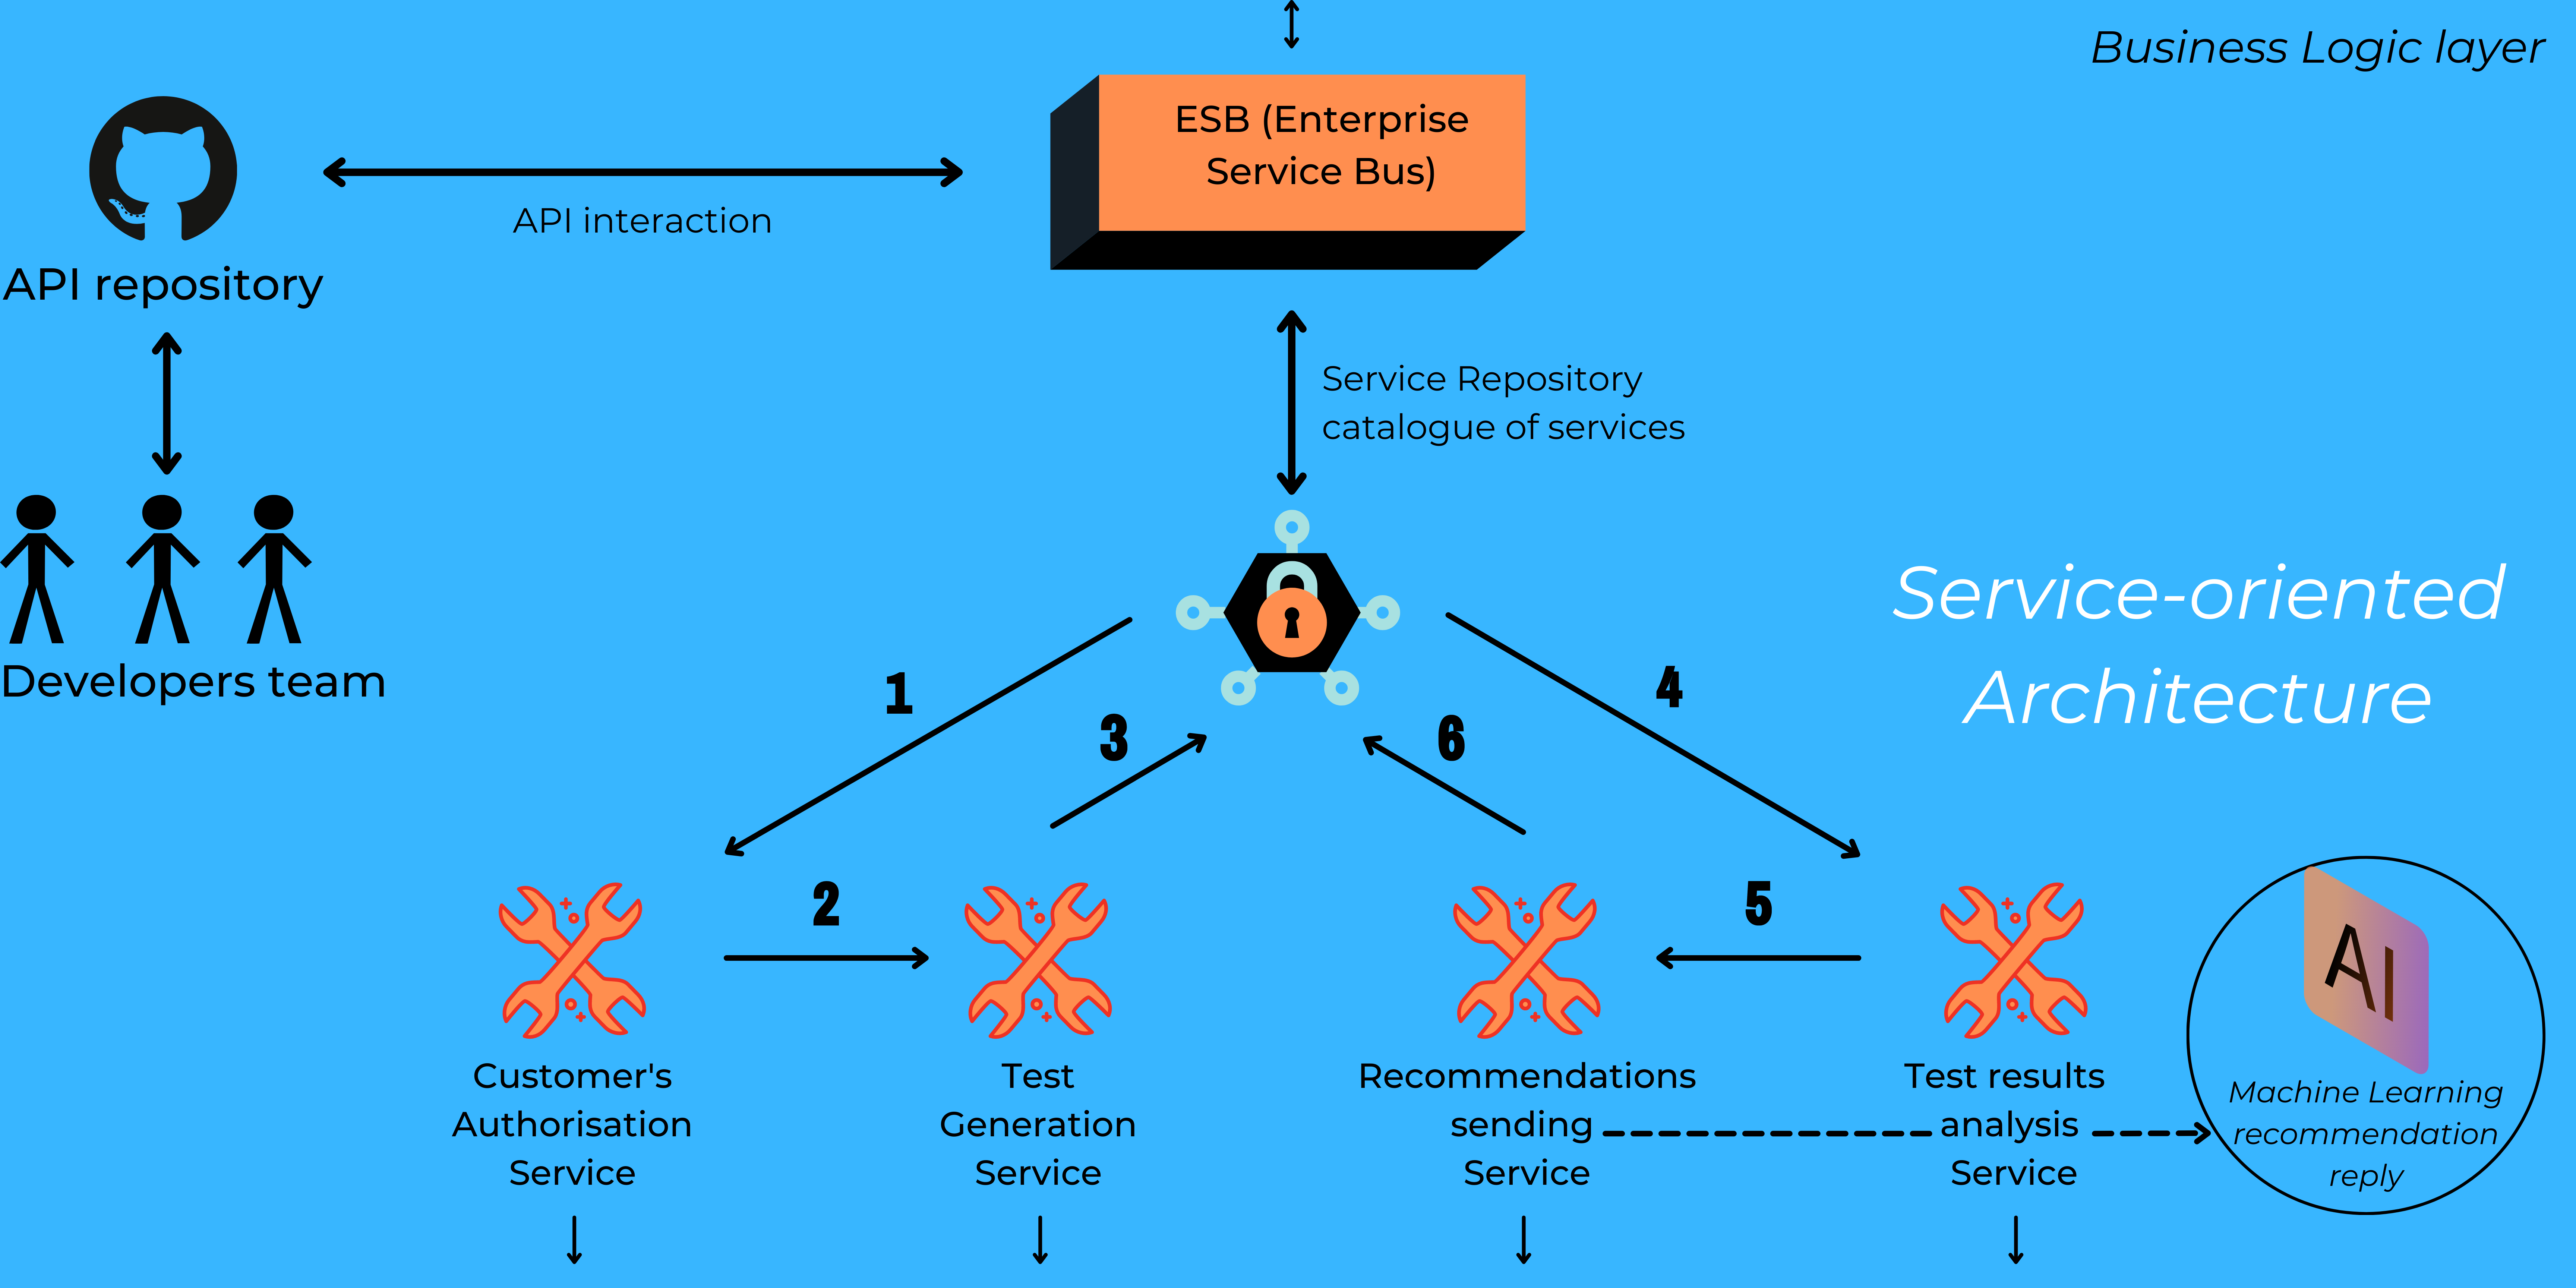 Business Logic layer
ESB (Enterprise
Service Bus)
API interaction
API repository
Service Repository
catalogue of services
Developers team
Service-oriented
Architecture
1
3
6
4
2
5
Customer's
Authorisation
Service
Test
Generation
Service
Recommendations
sending
Service
Test results
analysis
Service
AI
Machine Learning
recommendation
reply